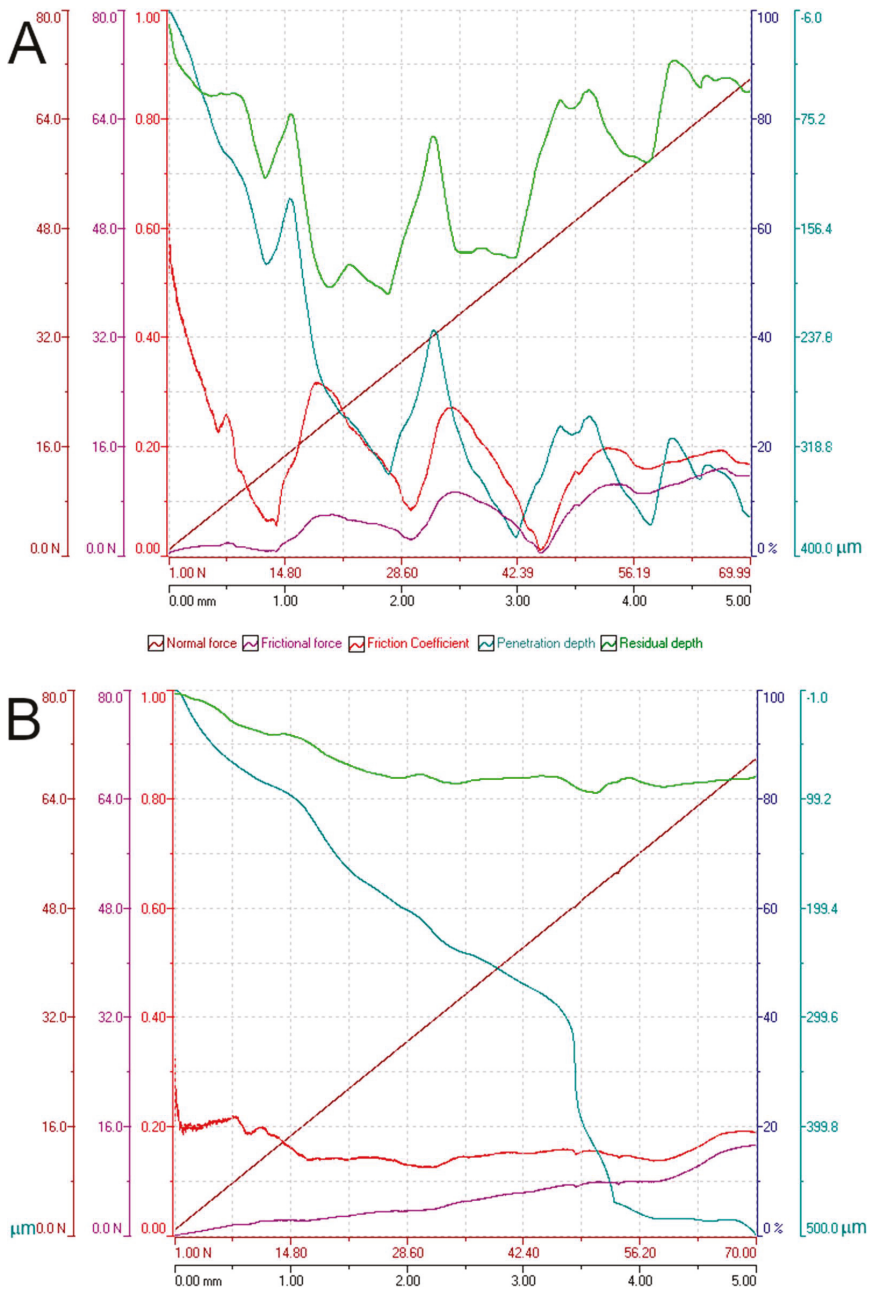 A
80.0 80.0 1.00 100 -6.0
64.0 64.0 0.80 80 75.2
48.0 48.0 0.60 60 156.4
32.0 32.0 0.40 40 237.8
16.0 16.0 0.20 20 318.8
0.0 N 0.0 N 0.00 0 % 400.0 µm
1.00 N 14.80 28.60 42.39 56.19 69.99
0.00 mm 1.00 2.00 3.00 4.00 5.00
Normal force Frictional force Friction Coefficient Penetration depth Residual depth
B
80.0 80.0 1.00 100 -1.0
64.0 64.0 0.80 80 99.2
48.0 48.0 0.60 60 199.4
32.0 32.0 0.40 40 299.6
16.0 16.0 0.20 20 399.8
µm 0.0 N 0.0 N 0.00 0 % 500.0 µm
1.00 N 14.80 28.60 42.40 56.20 70.00
0.00 mm 1.00 2.00 3.00 4.00 5.00